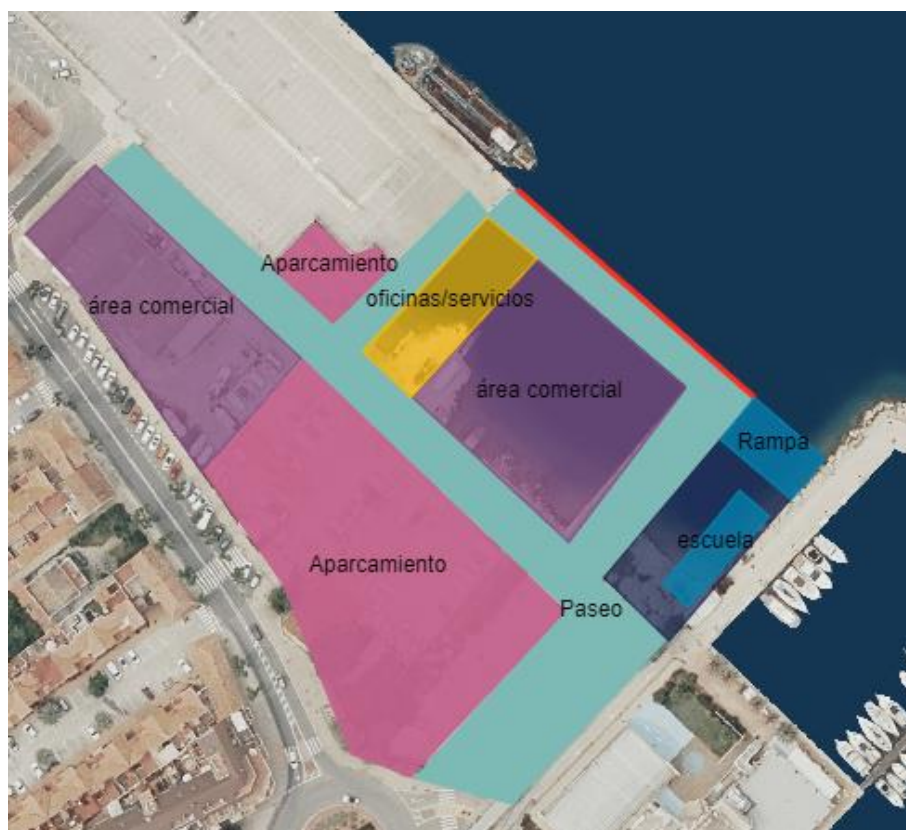 Aparcamiento
oficinas/servicios
área comercial
área comercial
Rampa
escuela
Aparcamiento
Paseo